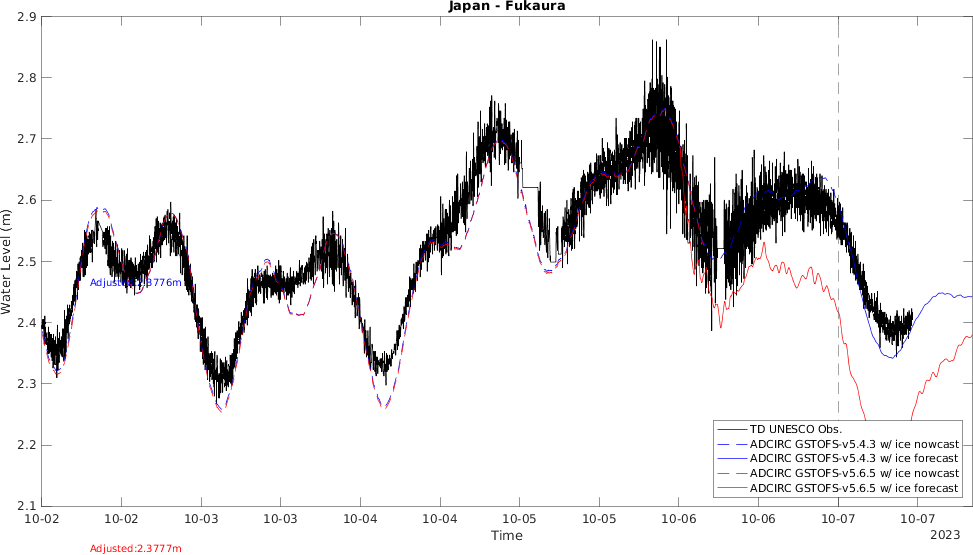 Japan - Fukaura
2.9
2.8
2.7
2.6
2.5
2.4
2.3
2.2
2.1
Water Level (m)
Adjusted:2.3776m
TD UNESCO Obs.
ADCIRC GSTOFS-v5.4.3 w/ ice nowcast
ADCIRC GSTOFS-v5.4.3 w/ ice forecast
ADCIRC GSTOFS-v5.6.5 w/ ice nowcast
ADCIRC GSTOFS-v5.6.5 w/ ice forecast
10-02 10-02 10-03 10-03 10-04 10-04 10-05 10-05 10-06 10-06 10-07 10-07
Time
2023
Adjusted:2.3777m